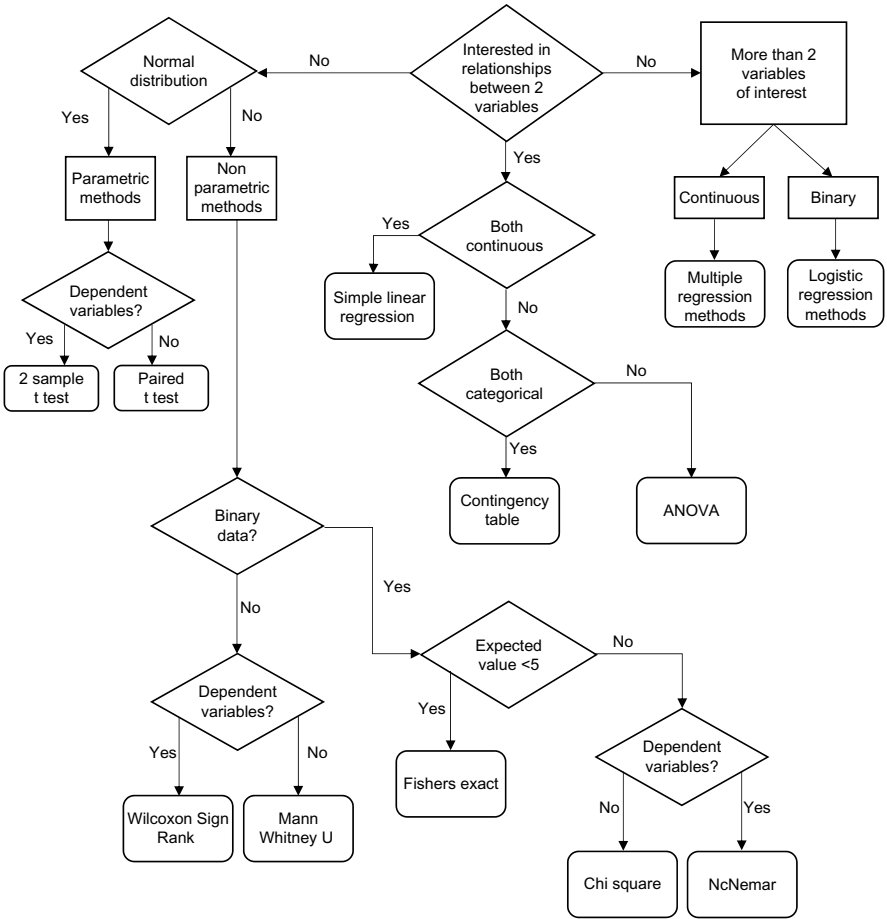 Normal
distribution
No
Interested in
relationships
between 2
variables
No
More than 2
variables
of interest
Yes
No
Yes
Parametric
methods
Non
parametric
methods
Both
continuous
Yes
Continuous
Binary
Simple linear
regression
Multiple
regression
methods
Logistic
regression
methods
Dependent
variables?
No
Yes
No
2 sample
t test
Paired
t test
Both
categorical
No
Yes
Contingency
table
ANOVA
Binary
data?
Yes
No
Expected
value <5
No
Dependent
variables?
Yes
Yes
No
Dependent
variables?
Fishers exact
Wilcoxon Sign
Rank
Mann
Whitney U
No
Yes
Chi square
NcNemar